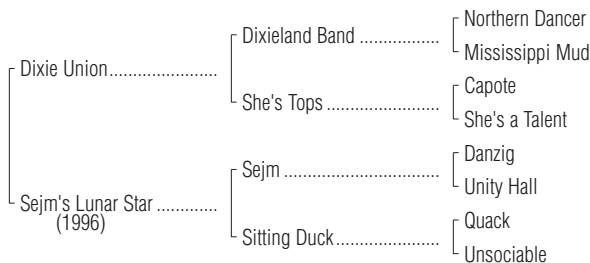 Northern Dancer
Dixieland Band ................
Mississippi Mud
Dixie Union......................
Capote
She's Tops .......................
She's a Talent
Danzig
Sejm ................................
Unity Hall
Sejm's Lunar Star ............
(1996)
Quack
Sitting Duck.....................
Unsociable